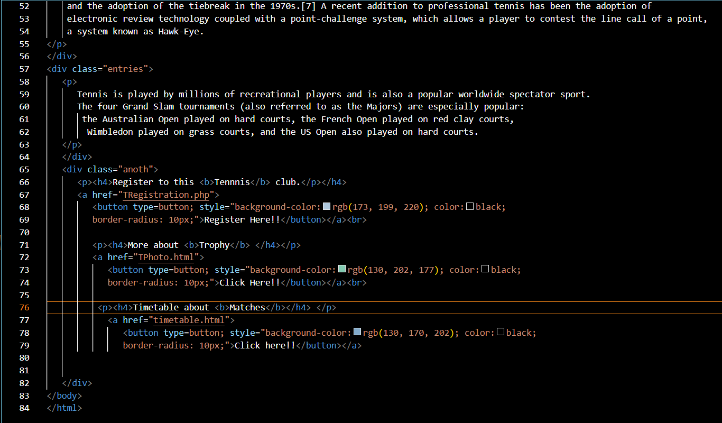 52 and the adoption of the tiebreak in the 1970s.[7] A recent addition to professional tennis has been the adoption of
53 electronic review technology coupled with a point-challenge system, which allows a player to contest the line call of a point,
54 a system known as Hawk Eye.
55 </p>
56 </div>
57 <div class="entries">
58 <p>
59 Tennis is played by millions of recreational players and is also a popular worldwide spectator sport.
60 The four Grand Slam tournaments (also referred to as the Majors) are especially popular:
61 the Australian Open played on hard courts, the French Open played on red clay courts,
62 Wimbledon played on grass courts, and the US Open also played on hard courts.
63 </p>
64 </div>
65 <div class="anoth">
66 <p><h4>Register to this <b>Tennnis</b> club.</p></h4>
67 <a href="TRegistration.php">
68 <button type=button; style="background-color:rgb(173, 199, 220); color:black;
69 border-radius: 10px;">Register Here!!</button></a><br>
70
71 <p><h4>More about <b>Trophy</b> </h4></p>
72 <a href="TPhoto.html">
73 <button type=button; style="background-color:rgb(130, 202, 177); color:black;
74 border-radius: 10px;">Click Here!!</button></a><br>
75
76 <p><h4>Timetable about <b>Matches</b></h4> </p>
77 <a href="timetable.html">
78 <button type=button; style="background-color:rgb(130, 170, 202); color:black;
79 border-radius: 10px;">Click here!!</button></a>
80
81
82 </div>
83 </body>
84 </html>